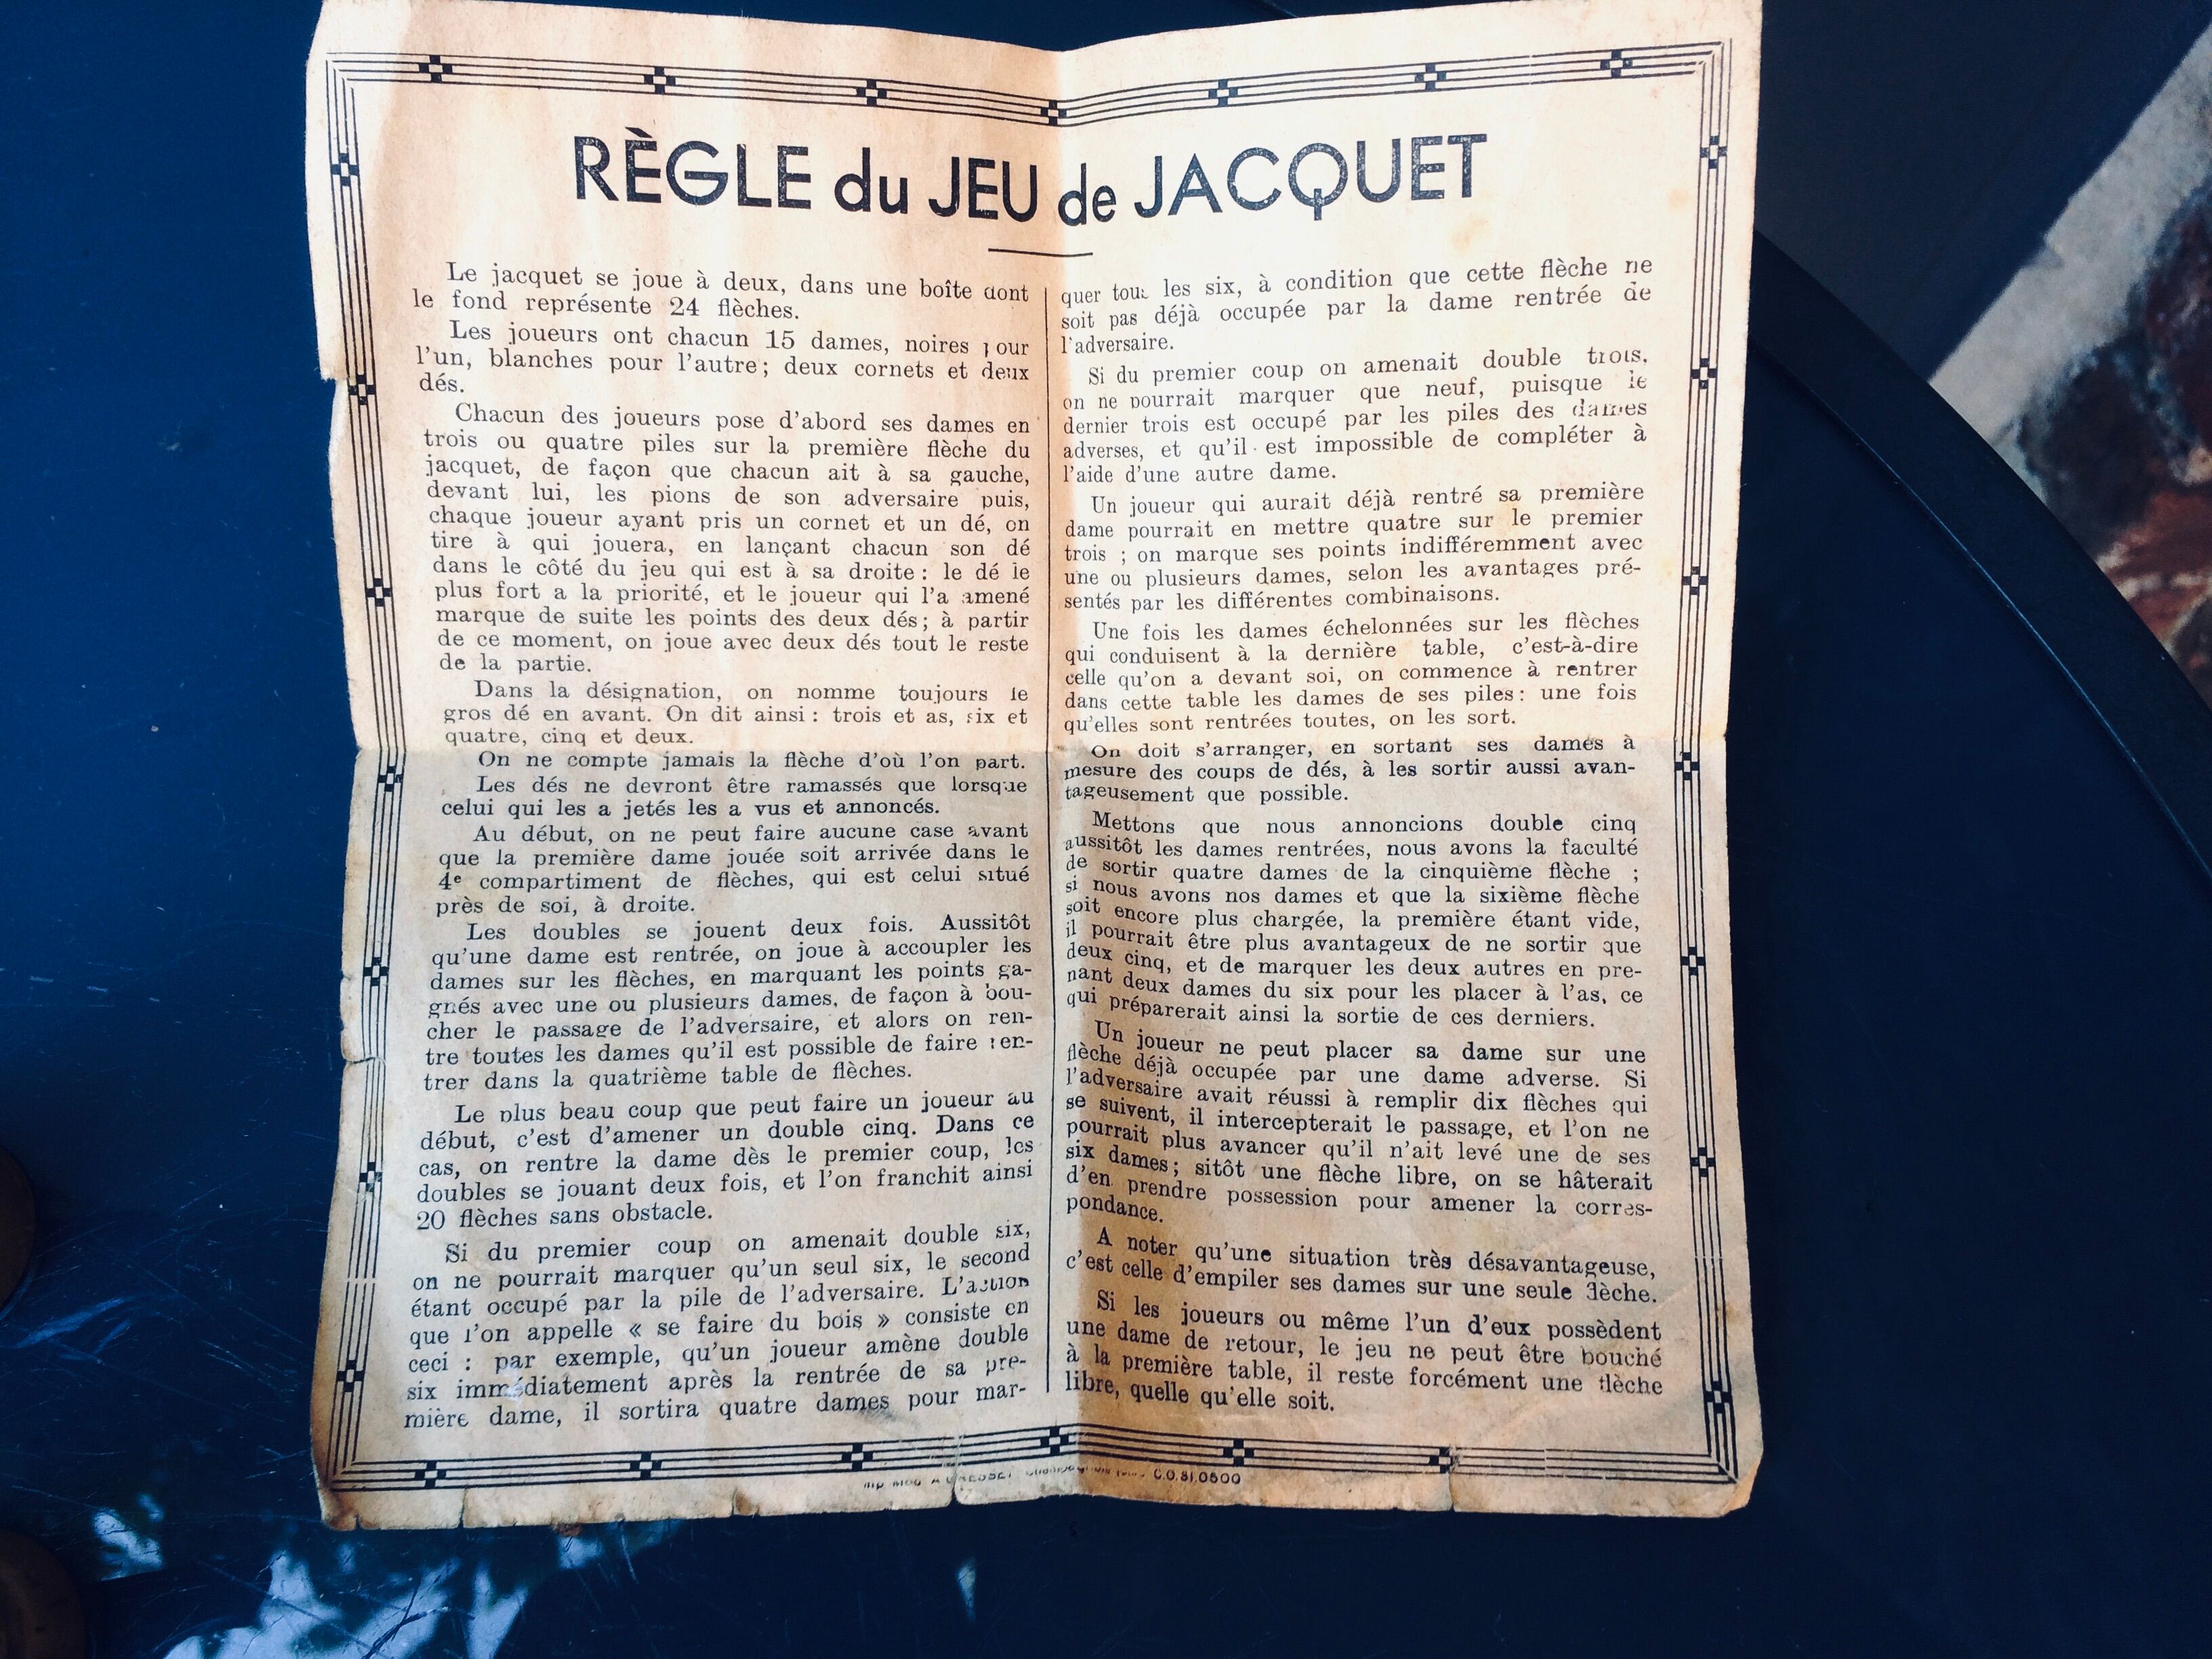 RÈGLE du JEU de JACQUET
Le jacquet se joue à deux, dans une boîte dont
le fond représente 24 flèches.
Les joueurs ont chacun 15 dames, noires pour
l'un, blanches pour l'autre; deux cornets et deux
dés.
Chacun des joueurs pose d'abord ses dames en
trois ou quatre piles sur la première flèche du
jacquet, de façon que chacun ait à sa gauche,
devant lui, les pions de son adversaire puis,
chaque joueur ayant pris un cornet et un dé, on
tire à qui jouera, en lançant chacun son dé
dans le côté du jeu qui est à sa droite : le dé le
plus fort a la priorité, et le joueur qui l'a amené
marque de suite les points des deux dés; à partir
de ce moment, on joue avec deux dés tout le reste
de la partie.
Dans la désignation, on nomme toujours le
gros dé en avant. On dit ainsi : trois et as, six et
quatre, cinq et deux.
On ne compte jamais la flèche d'où l'on part.
Les dés ne devront être ramassés que lorsque
celui qui les a jetés les a vus et annoncés.
Au début, on ne peut faire aucune case avant
que la première dame jouée soit arrivée dans le
4e compartiment de flèches, qui est celui situé
près de soi, à droite.
Les doubles se jouent deux fois. Aussitôt
qu'une dame est rentrée, on joue à accoupler les
dames sur les flèches, en marquant les points ga-
gnés avec une ou plusieurs dames, de façon à bou-
cher le passage de l'adversaire, et alors on ren-
tre toutes les dames qu'il est possible de faire ren-
trer dans la quatrième table de flèches.
Le plus beau coup que peut faire un joueur au
début, c'est d'amener un double cinq. Dans ce
cas, on rentre la dame dès le premier coup, les
doubles se jouant deux fois, et l'on franchit ainsi
20 flèches sans obstacle.
Si du premier coup on amenait double six,
on ne pourrait marquer qu'un seul six, le second
étant occupé par la pile de l'adversaire. L'action
que l'on appelle « se faire du bois » consiste en
ceci : par exemple, qu'un joueur amène double
six immédiatement après la rentrée de sa pre-
mière dame, il sortira quatre dames pour mar-
quer tous les six, à condition que cette flèche ne
soit pas déjà occupée par la dame rentrée de
l'adversaire.
Si du premier coup on amenait double trois,
on ne pourrait marquer que neuf, puisque le
dernier trois est occupé par les piles des dames
adverses, et qu'il est impossible de compléter à
l'aide d'une autre dame.
Un joueur qui aurait déjà rentré sa première
dame pourrait en mettre quatre sur le premier
trois ; on marque ses points indifféremment avec
une ou plusieurs dames, selon les avantages pré-
sentés par les différentes combinaisons.
Une fois les dames échelonnées sur les flèches
qui conduisent à la dernière table, c'est-à-dire
celle qu'on a devant soi, on commence à rentrer
dans cette table les dames de ses piles : une fois
qu'elles sont rentrées toutes, on les sort.
On doit s'arranger, en sortant ses dames à
mesure des coups de dés, à les sortir aussi avan-
tageusement que possible.
Mettons que nous annoncions double cinq
aussitôt les dames rentrées, nous avons la faculté
de sortir quatre dames de la cinquième flèche ;
si nous avons nos dames et que la sixième flèche
soit encore plus chargée, la première étant vide,
il pourrait être plus avantageux de ne sortir que
deux cinq, et de marquer les deux autres en pre-
nant deux dames du six pour les placer à l'as, ce
qui préparerait ainsi la sortie de ces derniers.
Un joueur ne peut placer sa dame sur une
flèche déjà occupée par une dame adverse. Si
l'adversaire avait réussi à remplir dix flèches qui
se suivent, il intercepterait le passage, et l'on ne
pourrait plus avancer qu'il n'ait levé une de ses
six dames; sitôt une flèche libre, on se hâterait
d'en prendre possession pour amener la corres-
pondance.
A noter qu'une situation très désavantageuse,
c'est celle d'empiler ses dames sur une seule flèche.
Si les joueurs ou même l'un d'eux possèdent
une dame de retour, le jeu ne peut être bouché
à la première table, il reste forcément une flèche
libre, quelle qu'elle soit.
C.O.31.0600